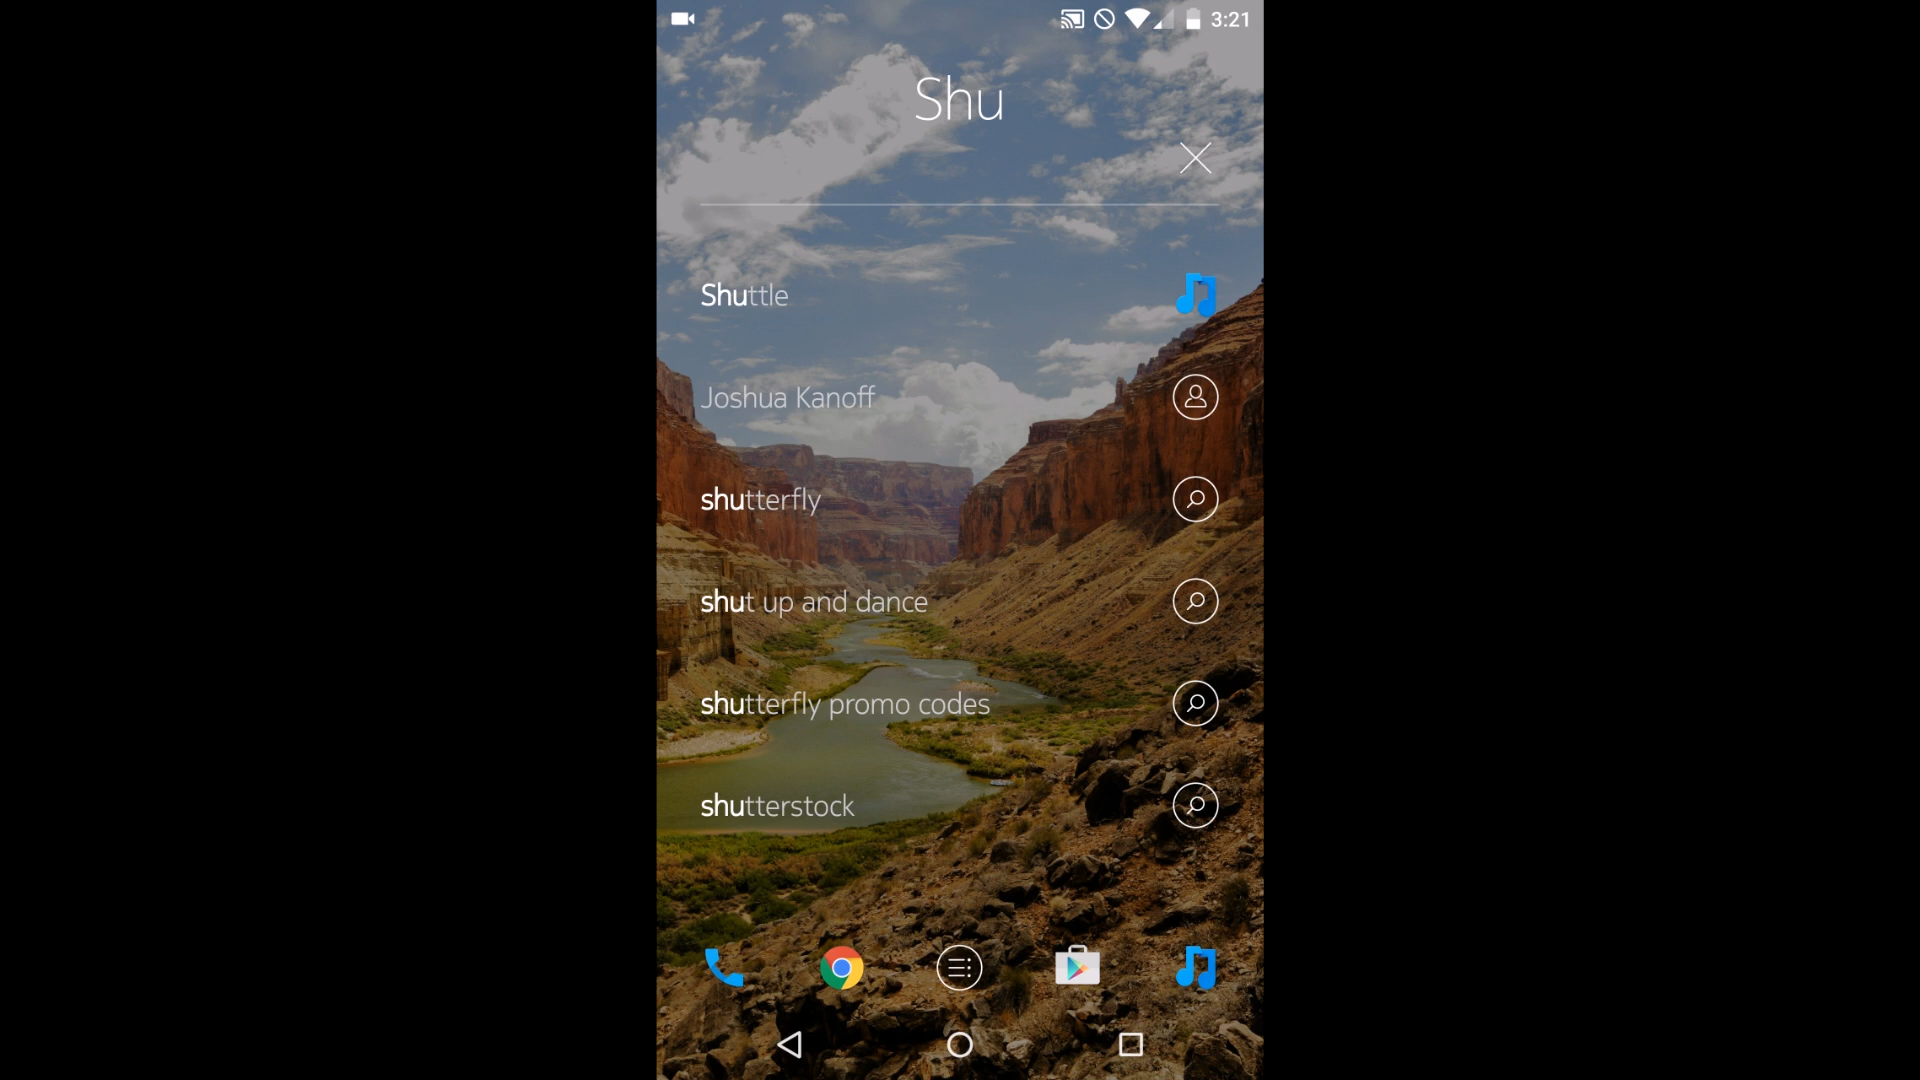 3:21
Shu
Shuttle
Joshua Kanoff
shutterfly
shut up and dance
shutterfly promo codes
shutterstock